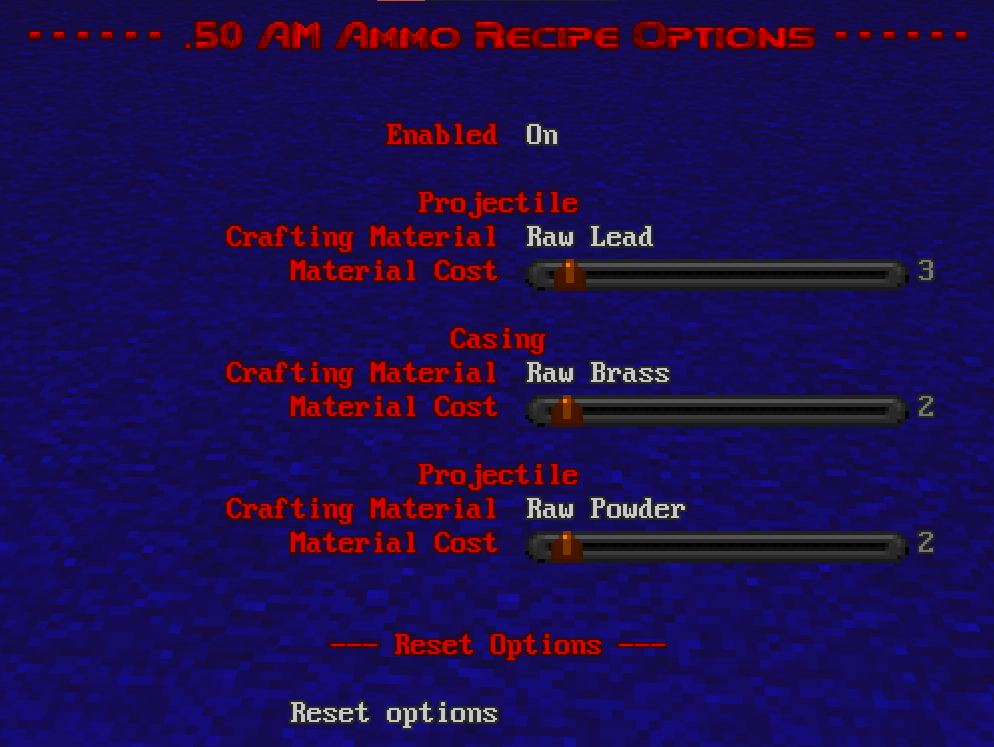 ------ .50 AM Ammo Recipe Options ------
Enabled On
Projectile
Crafting Material Raw Lead
Material Cost 3
Casing
Crafting Material Raw Brass
Material Cost 2
Projectile
Crafting Material Raw Powder
Material Cost 2
--- Reset Options ---
Reset options